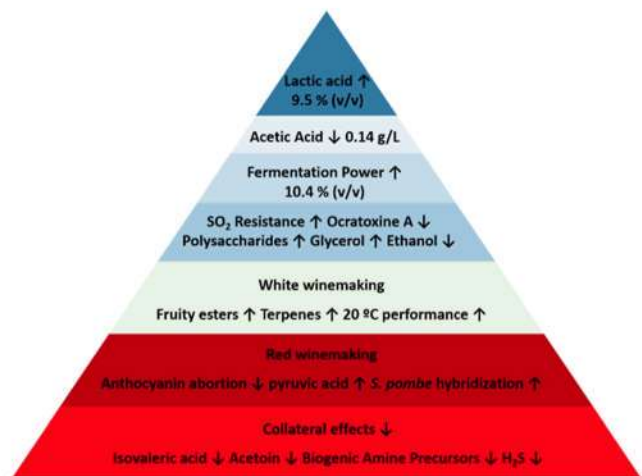 Lactic acid ↑
9.5 % (v/v)
Acetic Acid ↓ 0.14 g/L
Fermentation Power ↑
10.4 % (v/v)
SO₂ Resistance ↑ Ocratoxine A ↓
Polysaccharides ↑ Glycerol ↑ Ethanol ↓
White winemaking
Fruity esters ↑ Terpenes ↑ 20 ºC performance ↑
Red winemaking
Anthocyanin abortion ↓ pyruvic acid ↑ S. pombe hybridization ↑
Collateral effects ↓
Isovaleric acid ↓ Acetoin ↓ Biogenic Amine Precursors ↓ H₂S ↓